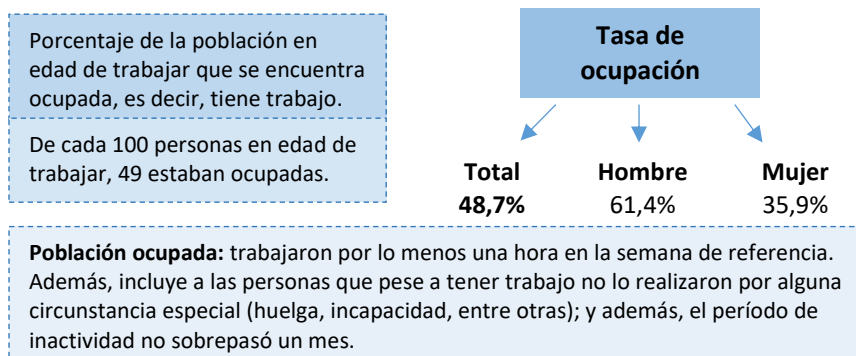 Porcentaje de la población en
edad de trabajar que se encuentra
ocupada, es decir, tiene trabajo.
De cada 100 personas en edad de
trabajar, 49 estaban ocupadas.
Tasa de
ocupación
Total Hombre Mujer
48,7% 61,4% 35,9%
Población ocupada: trabajaron por lo menos una hora en la semana de referencia.
Además, incluye a las personas que pese a tener trabajo no lo realizaron por alguna
circunstancia especial (huelga, incapacidad, entre otras); y además, el período de
inactividad no sobrepasó un mes.